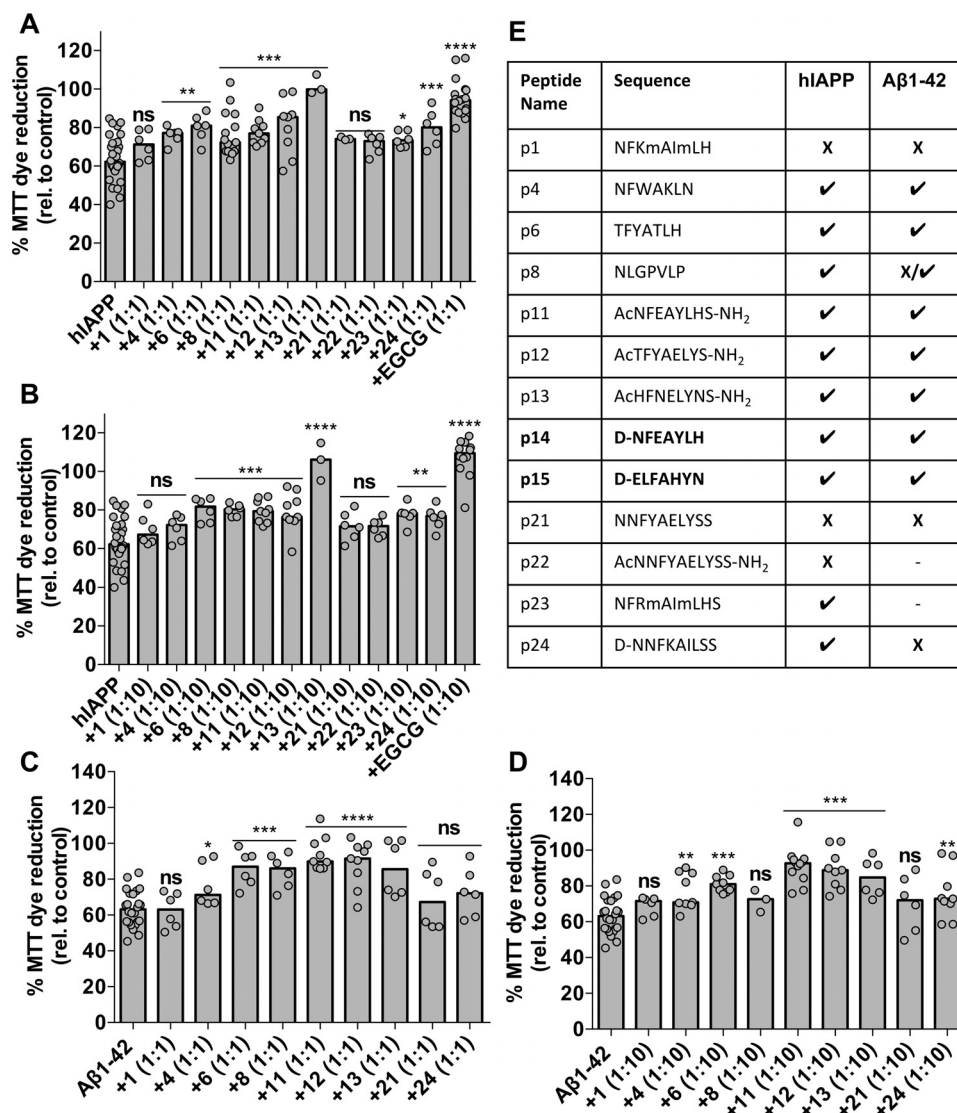 A
% MTT dye reduction
(rel. to control)
120
100
80
60
40
20
0
ns
**
***
ns
*
***
****
hIAPP
+1 (1:1)
+4 (1:1)
+6 (1:1)
+8 (1:1)
+11 (1:1)
+12 (1:1)
+13 (1:1)
+21 (1:1)
+22 (1:1)
+23 (1:1)
+24 (1:1)
+EGCG (1:1)
B
% MTT dye reduction
(rel. to control)
120
100
80
60
40
20
0
ns
***
****
ns
**
****
hIAPP
+1 (1:10)
+4 (1:10)
+6 (1:10)
+8 (1:10)
+11 (1:10)
+12 (1:10)
+13 (1:10)
+21 (1:10)
+22 (1:10)
+23 (1:10)
+24 (1:10)
+EGCG (1:10)
C
% MTT dye reduction
(rel. to control)
140
120
100
80
60
40
20
0
*
***
****
ns
Aβ1-42
+1 (1:1)
+4 (1:1)
+6 (1:1)
+8 (1:1)
+11 (1:1)
+12 (1:1)
+13 (1:1)
+21 (1:1)
+24 (1:1)
D
% MTT dye reduction
(rel. to control)
140
120
100
80
60
40
20
0
ns
**
***
ns
***
ns
**
Aβ1-42
+1 (1:10)
+4 (1:10)
+6 (1:10)
+8 (1:10)
+11 (1:10)
+12 (1:10)
+13 (1:10)
+21 (1:10)
+24 (1:10)
E
Peptide Sequence hIAPP Aβ1-42
Name
p1 NFKmAImLH X X
p4 NFWAKLN ✔ ✔
p6 TFYATLH ✔ ✔
p8 NLGPVLP ✔ X/✔
p11 AcNFEAYLHS-NH₂ ✔ ✔
p12 AcTFYAELYS-NH₂ ✔ ✔
p13 AcHFNELYNS-NH₂ ✔ ✔
p14 D-NFEAYLH ✔ ✔
p15 D-ELFAHYN ✔ ✔
p21 NNFYAELYSS X X
p22 AcNNFYAELYSS-NH₂ X -
p23 NFRmAImLHS ✔ -
p24 D-NNFKAILSS ✔ X